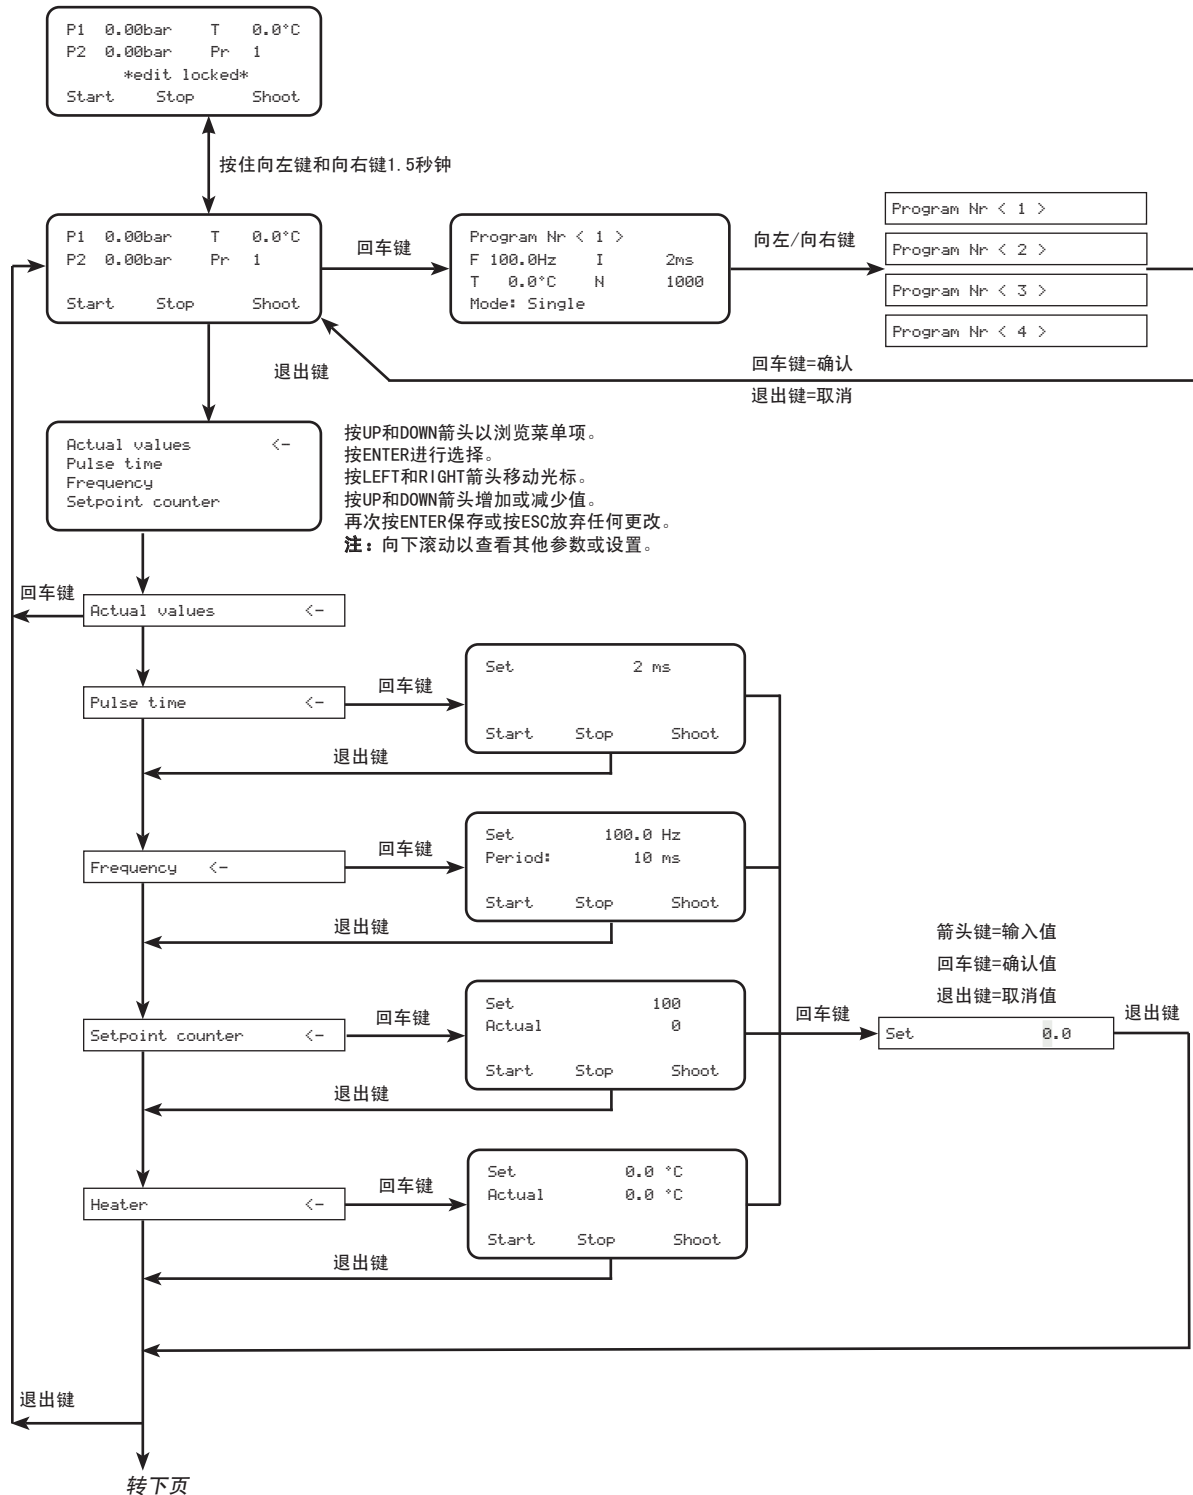 P1 0.00bar T 0.0°C
P2 0.00bar Pr 1
*edit locked*
Start Stop Shoot
按住向左键和向右键1.5秒钟
P1 0.00bar T 0.0°C
P2 0.00bar Pr 1
Start Stop Shoot
回车键
Program Nr < 1 >
F 100.0Hz I 2ms
T 0.0°C N 1000
Mode: Single
向左/向右键
Program Nr < 1 >
Program Nr < 2 >
Program Nr < 3 >
Program Nr < 4 >
回车键=确认
退出键=取消
退出键
Actual values <-
Pulse time
Frequency
Setpoint counter
按UP和DOWN箭头以浏览菜单项。
按ENTER进行选择。
按LEFT和RIGHT箭头移动光标。
按UP和DOWN箭头增加或减少值。
再次按ENTER保存或按ESC放弃任何更改。
注：向下滚动以查看其他参数或设置。
回车键
Actual values <-
Pulse time <-
回车键
Set 2 ms
Start Stop Shoot
退出键
Frequency <-
回车键
Set 100.0 Hz
Period: 10 ms
Start Stop Shoot
退出键
Setpoint counter <-
回车键
Set 100
Actual 0
Start Stop Shoot
退出键
回车键
箭头键=输入值
回车键=确认值
退出键=取消值
Set 0.0
退出键
Heater <-
回车键
Set 0.0 °C
Actual 0.0 °C
Start Stop Shoot
退出键
退出键
转下页